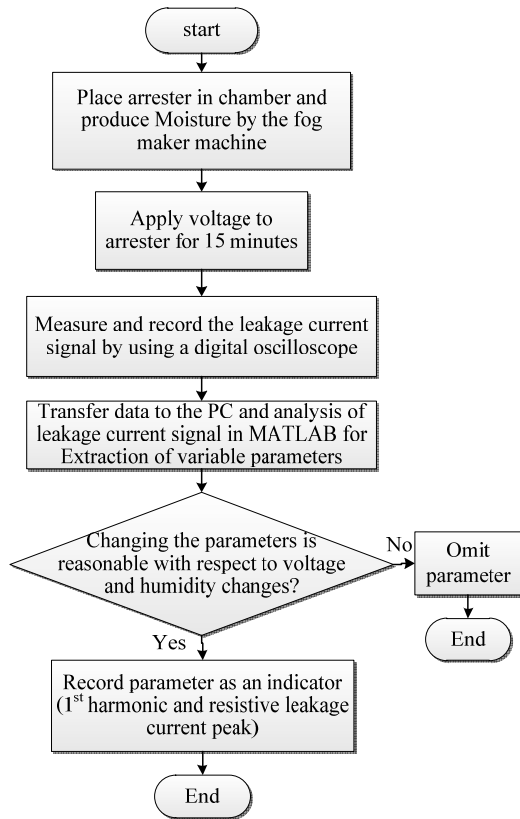 start
Place arrester in chamber and
produce Moisture by the fog
maker machine
Apply voltage to
arrester for 15 minutes
Measure and record the leakage current
signal by using a digital oscilloscope
Transfer data to the PC and analysis of
leakage current signal in MATLAB for
Extraction of variable parameters
Changing the parameters is
reasonable with respect to voltage
and humidity changes?
No
Omit
parameter
End
Yes
Record parameter as an indicator
(1st harmonic and resistive leakage
current peak)
End